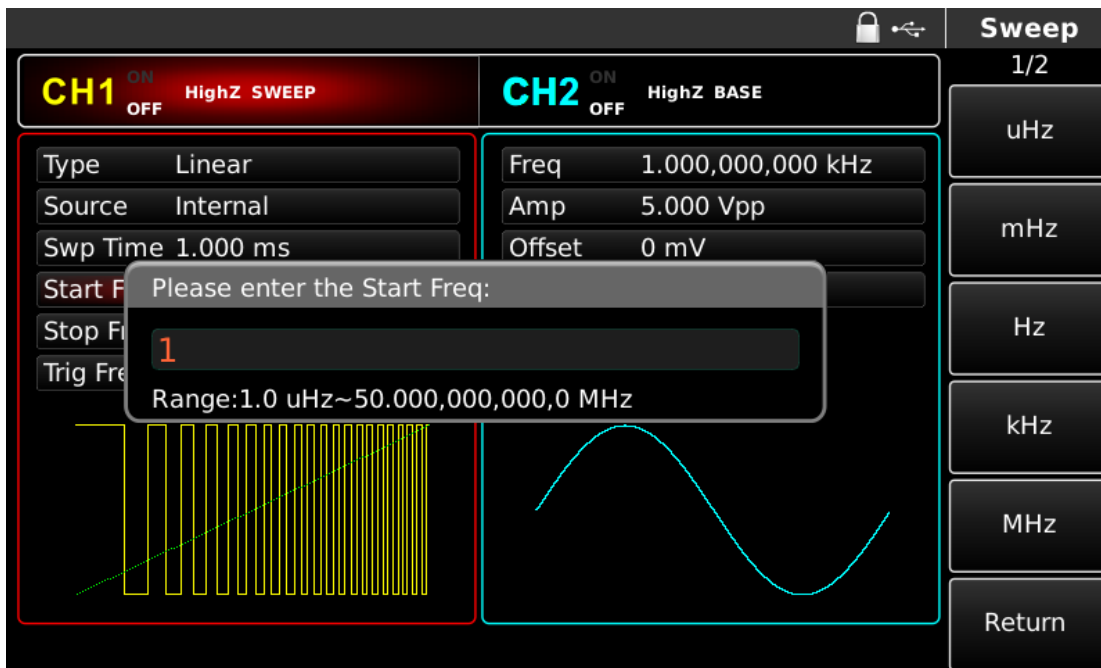 Sweep
1/2
CH1 ON OFF HighZ SWEEP
CH2 ON OFF HighZ BASE
Type Linear
Source Internal
Swp Time 1.000 ms
Start F
Stop Fr
Trig Fre
Freq 1.000,000,000 kHz
Amp 5.000 Vpp
Offset 0 mV
Please enter the Start Freq:
1
Range:1.0 uHz~50.000,000,000,0 MHz
uHz
mHz
Hz
kHz
MHz
Return